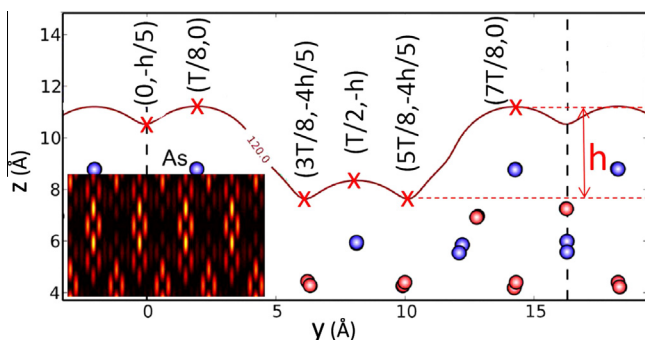 14
12
10
8
6
4
z (Å)
-(0,-h/5)
(T/8,0)
(3T/8,-4h/5)
(T/2,-h)
(5T/8,-4h/5)
(7T/8,0)
120.0
As
h
0
5
10
15
y (Å)